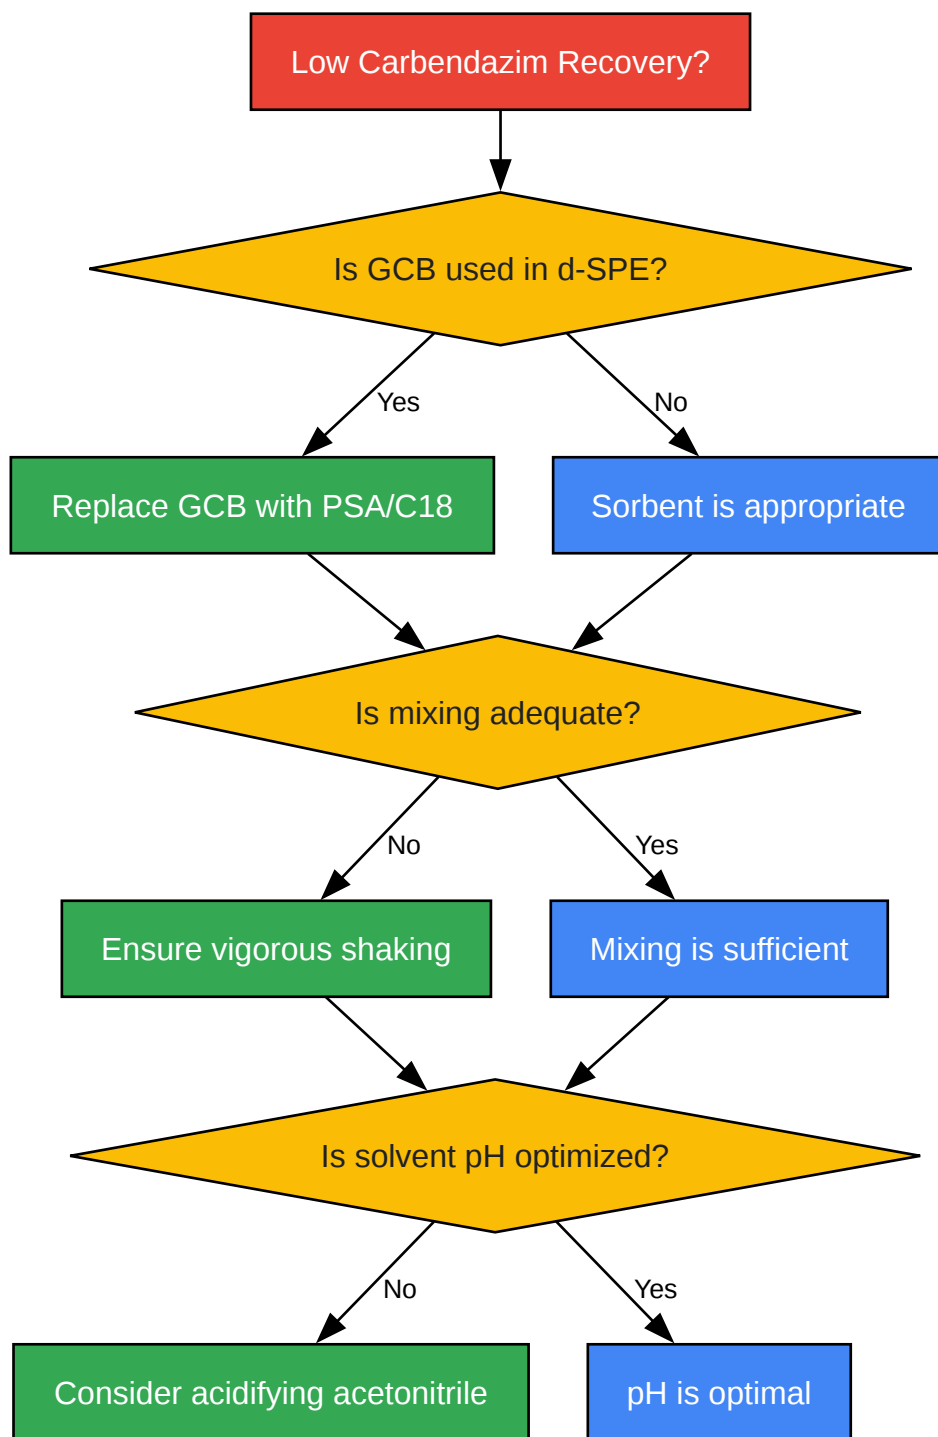 Low Carbendazim Recovery?
Is GCB used in d-SPE?
Yes
No
Replace GCB with PSA/C18
Sorbent is appropriate
Is mixing adequate?
No
Yes
Ensure vigorous shaking
Mixing is sufficient
Is solvent pH optimized?
No
Yes
Consider acidifying acetonitrile
pH is optimal